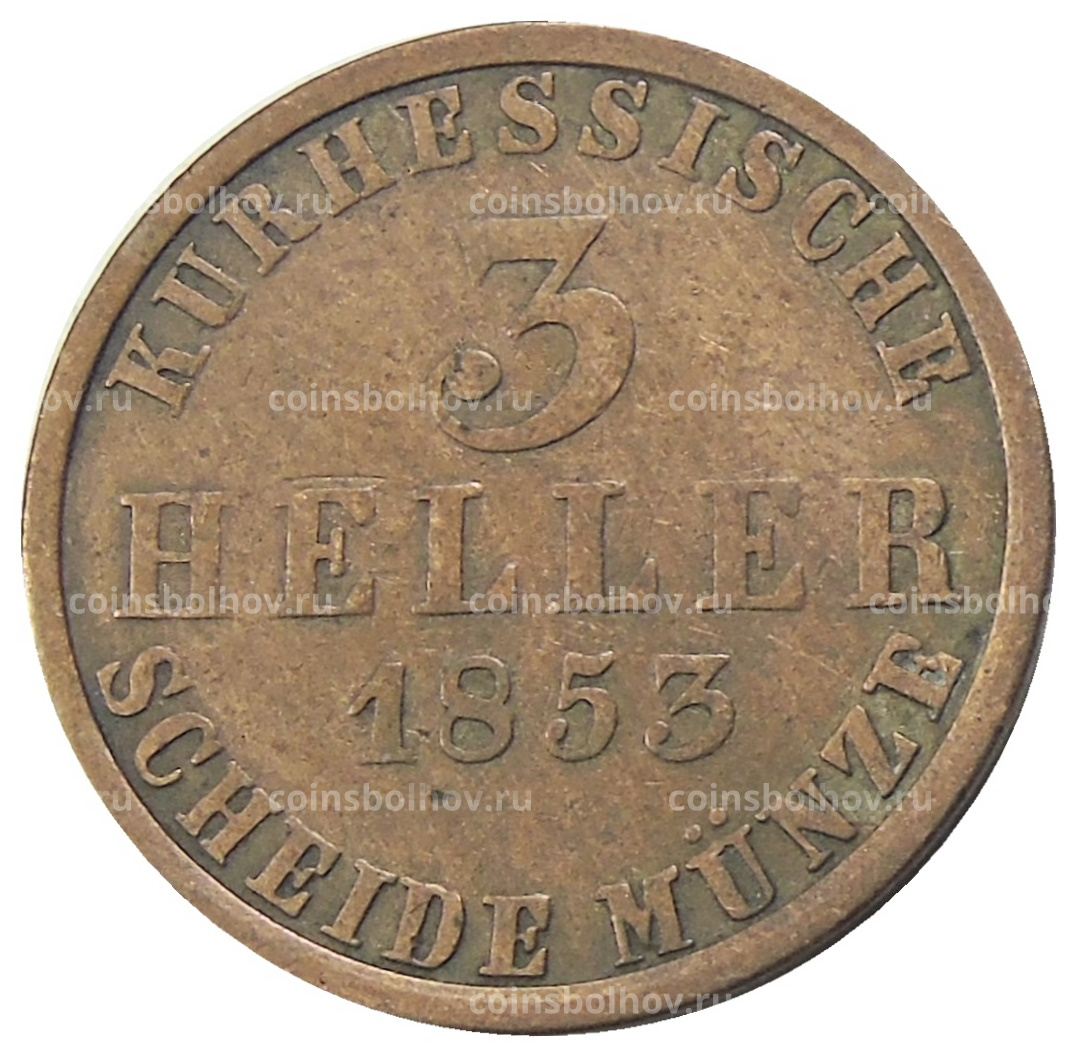 KURHESSISCHE
3
HELLER
1853
SCHEIDE MÜNZE
coinsbolhov.ru